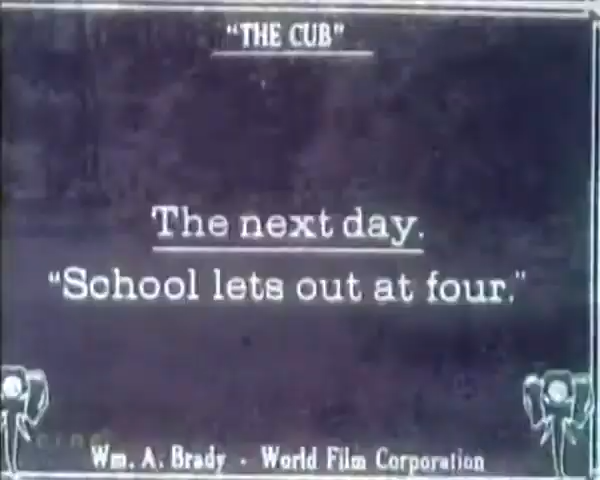 "THE CUB"
The next day.
"School lets out at four."
Wm. A. Brady - World Film Corporation